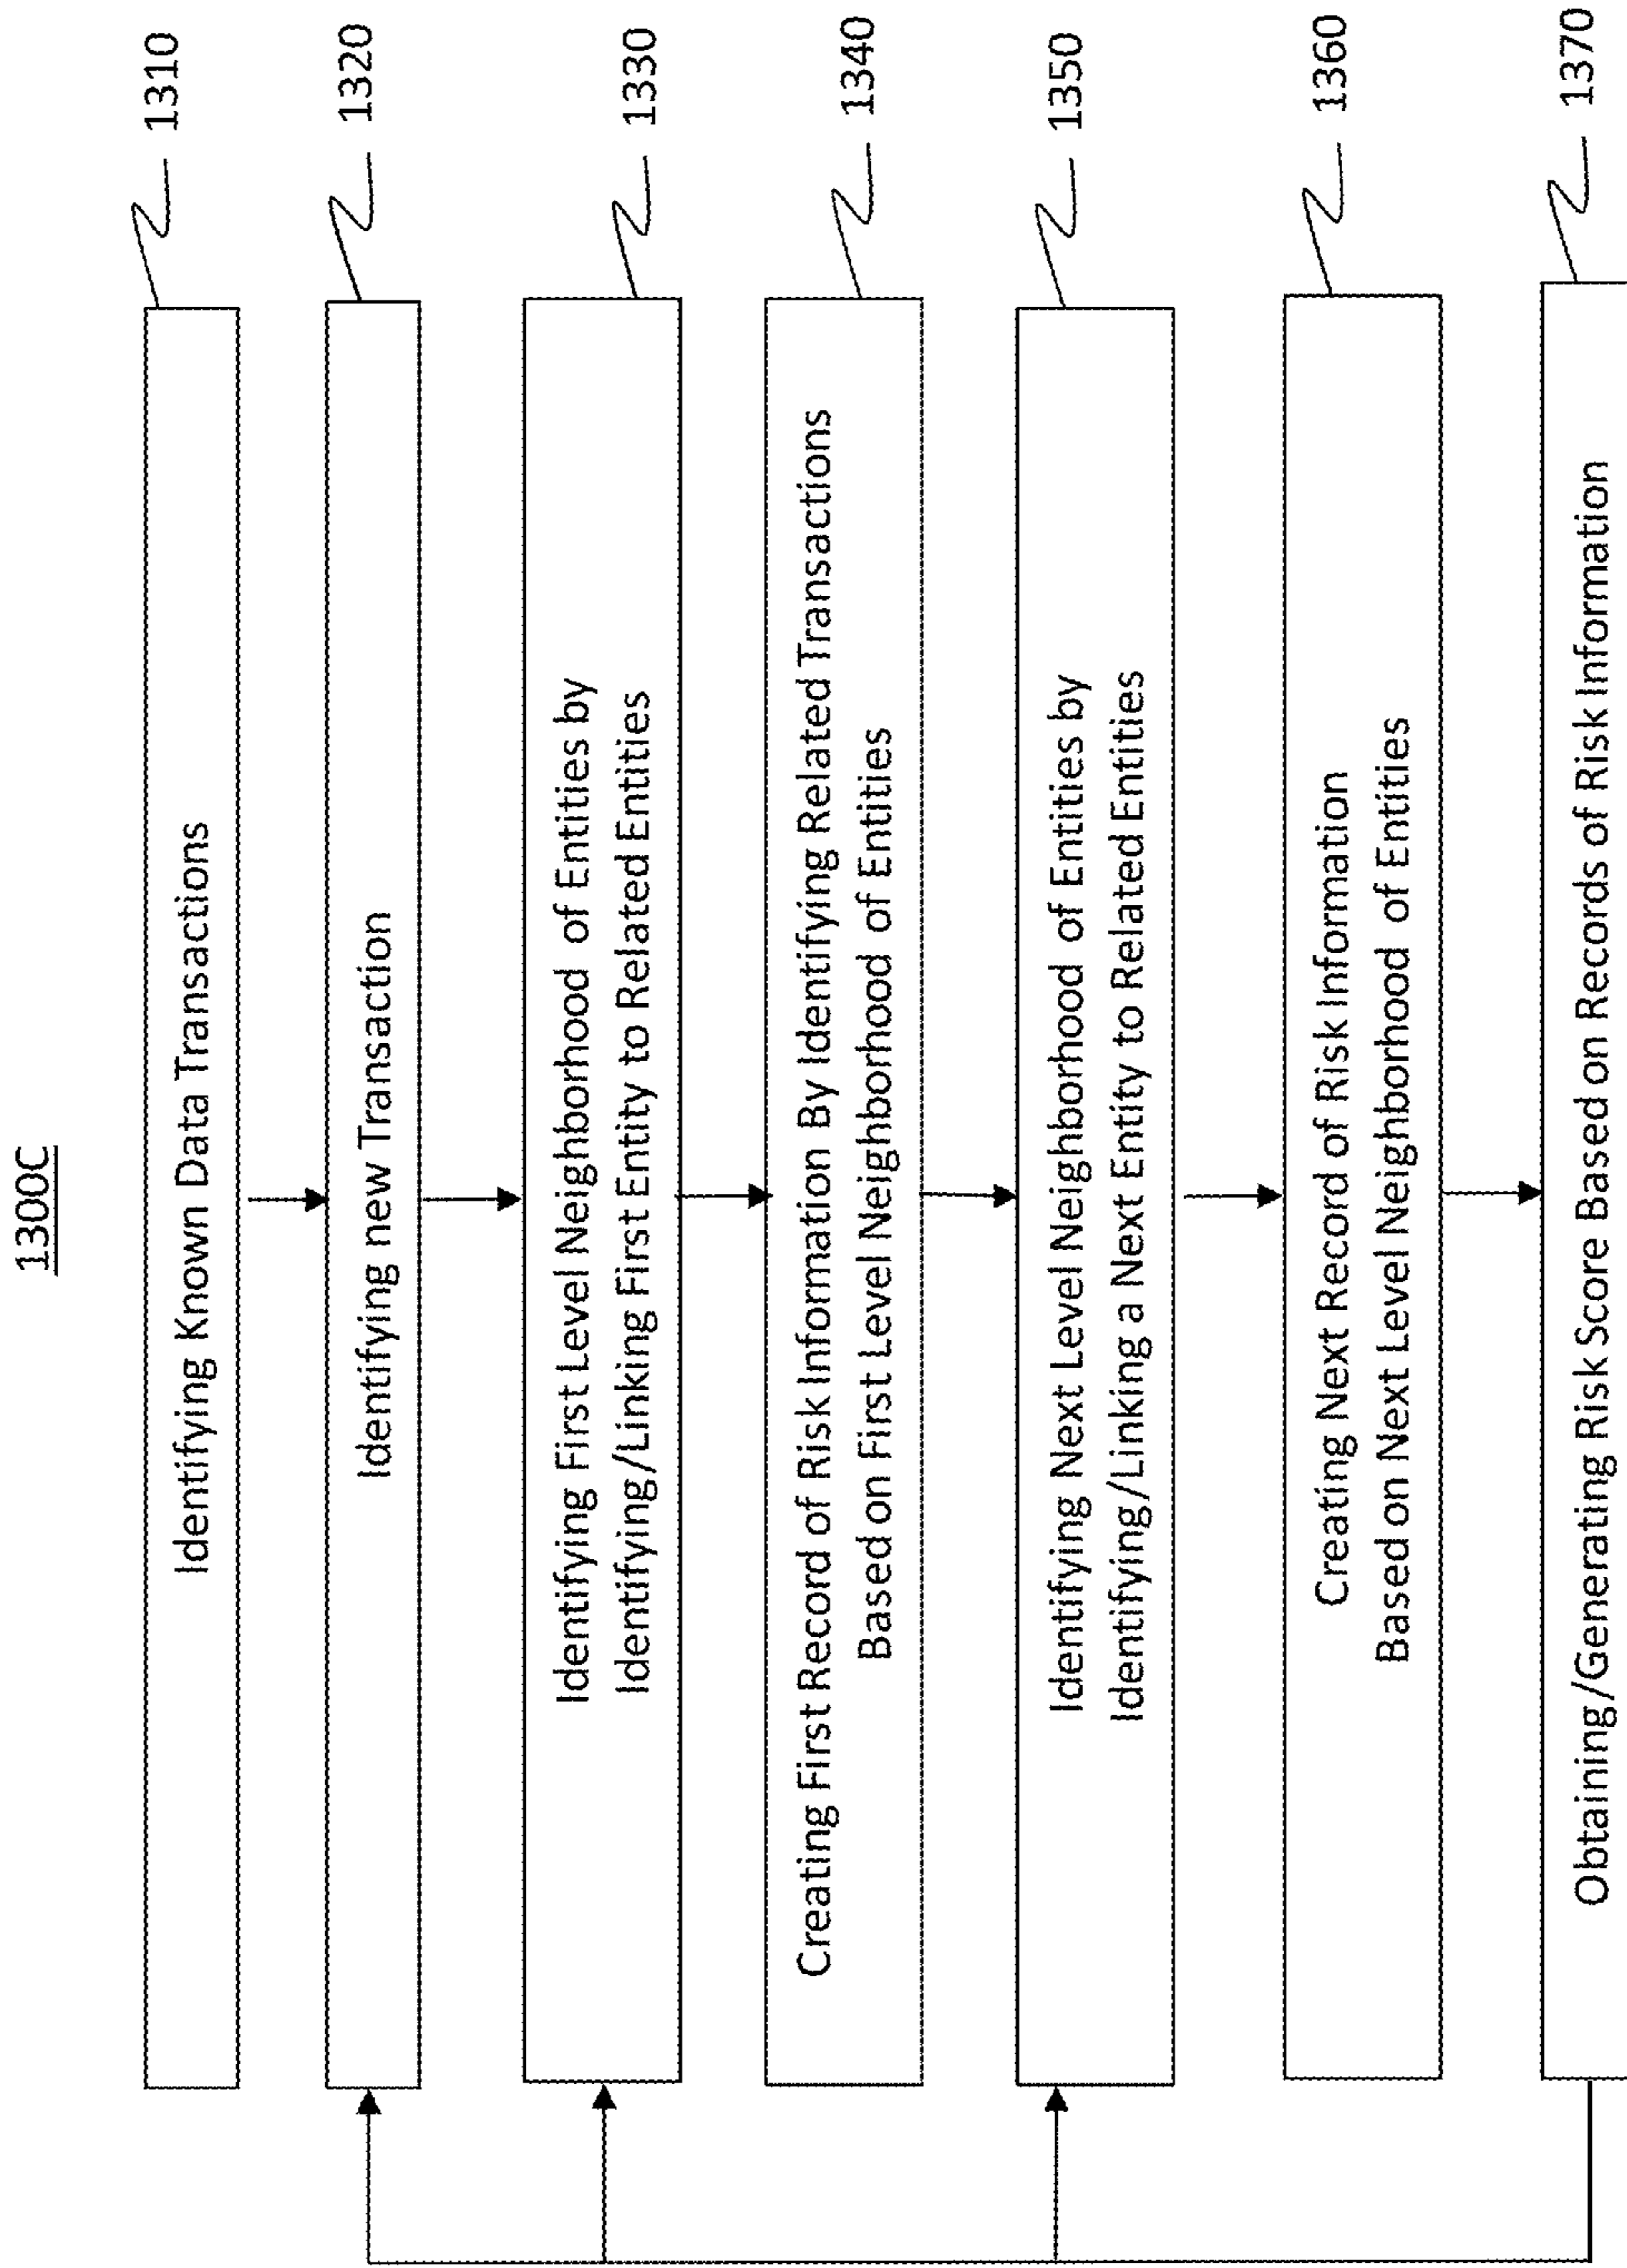 1300C
Identifying Known Data Transactions
1310
Identifying new Transaction
1320
Identifying First Level Neighborhood of Entities by
Identifying/Linking First Entity to Related Entities
1330
Creating First Record of Risk Information By Identifying Related Transactions
Based on First Level Neighborhood of Entities
1340
Identifying Next Level Neighborhood of Entities by
Identifying/Linking a Next Entity to Related Entities
1350
Creating Next Record of Risk Information
Based on Next Level Neighborhood of Entities
1360
Obtaining/Generating Risk Score Based on Records of Risk Information
1370